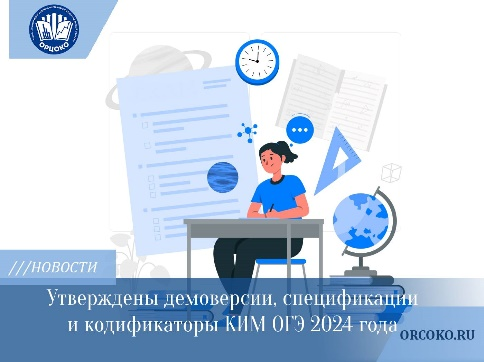 ОРЦОКО
///НОВОСТИ
Утверждены демоверсии, спецификации
и кодификаторы КИМ ОГЭ 2024 года
ORCOKO.RU